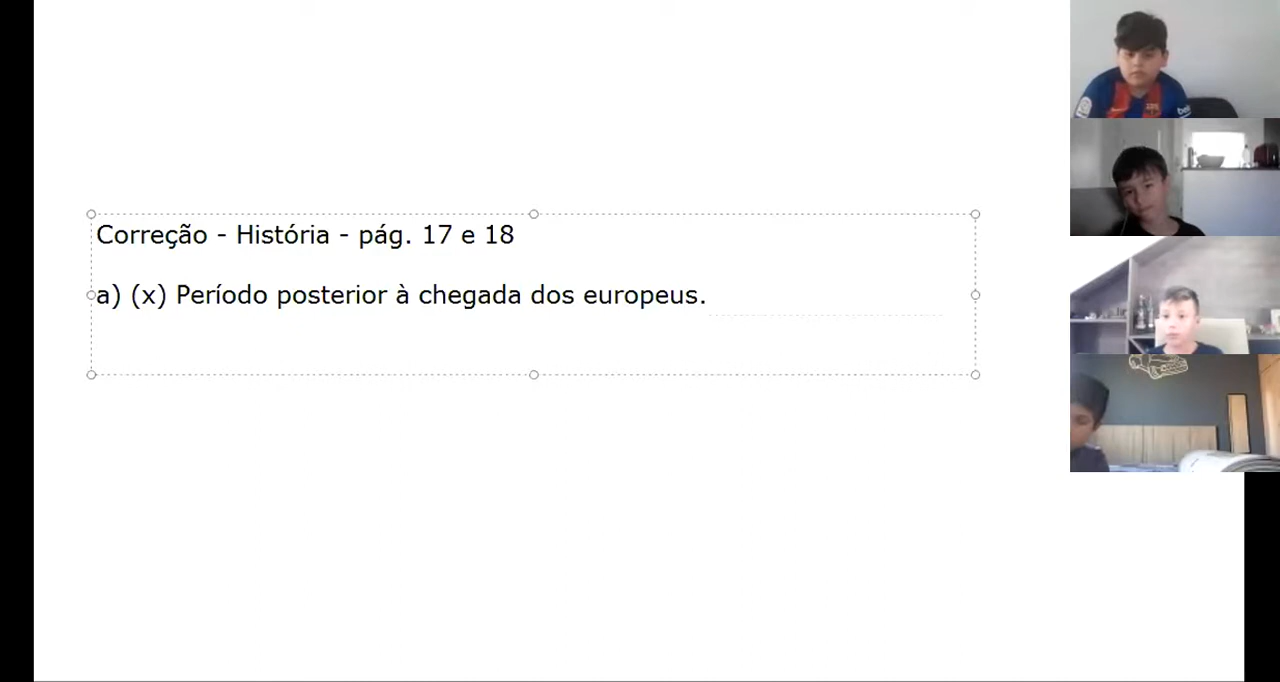 Correção - História - pág. 17 e 18
a) (x) Período posterior à chegada dos europeus.